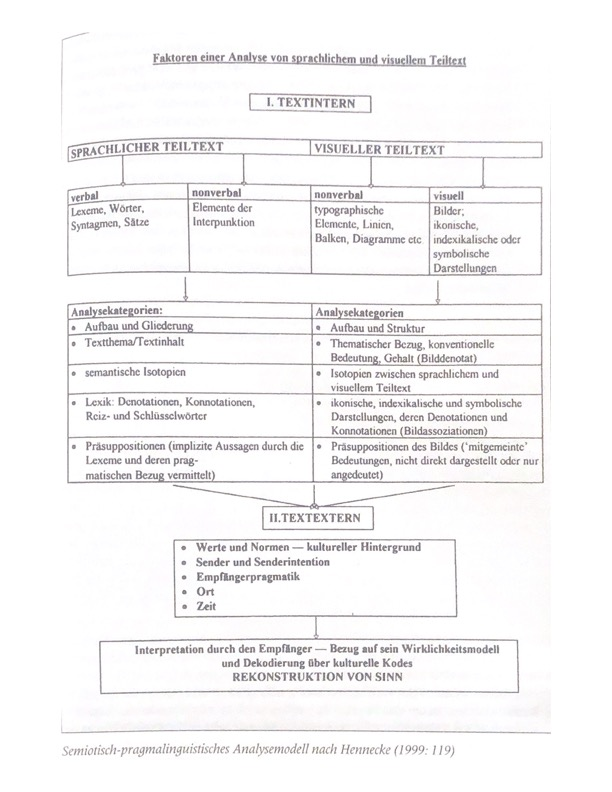 Faktoren einer Analyse von sprachlichem und visuellem Teiltext
I. TEXTINTERN
SPRACHLICHER TEILTEXT
VISUELLER TEILTEXT
verbal
Lexeme, Wörter,
Syntagmen, Sätze
nonverbal
Elemente der
Interpunktion
nonverbal
typographische
Elemente, Linien,
Balken, Diagramme etc
visuell
Bilder;
ikonische,
indexikalische oder
symbolische
Darstellungen
Analysekategorien:
• Aufbau und Gliederung
• Textthema/Textinhalt
• semantische Isotopien
• Lexik: Denotationen, Konnotationen,
Reiz- und Schlüsselwörter
• Präsuppositionen (implizite Aussagen durch die
Lexeme und deren prag-
matischen Bezug vermittelt)
Analysekategorien
• Aufbau und Struktur
• Thematischer Bezug, konventionelle
Bedeutung, Gehalt (Bilddenotat)
• Isotopien zwischen sprachlichem und
visuellem Teiltext
• ikonische, indexikalische und symbolische
Darstellungen, deren Denotationen und
Konnotationen (Bildassoziationen)
• Präsuppositionen des Bildes ('mitgemeinte'
Bedeutungen, nicht direkt dargestellt oder nur
angedeutet)
II.TEXTEXTERN
• Werte und Normen — kultureller Hintergrund
• Sender und Senderintention
• Empfängerpragmatik
• Ort
• Zeit
Interpretation durch den Empfänger — Bezug auf sein Wirklichkeitsmodell
und Dekodierung über kulturelle Kodes
REKONSTRUKTION VON SINN
Semiotisch-pragmalinguistisches Analysemodell nach Hennecke (1999: 119)